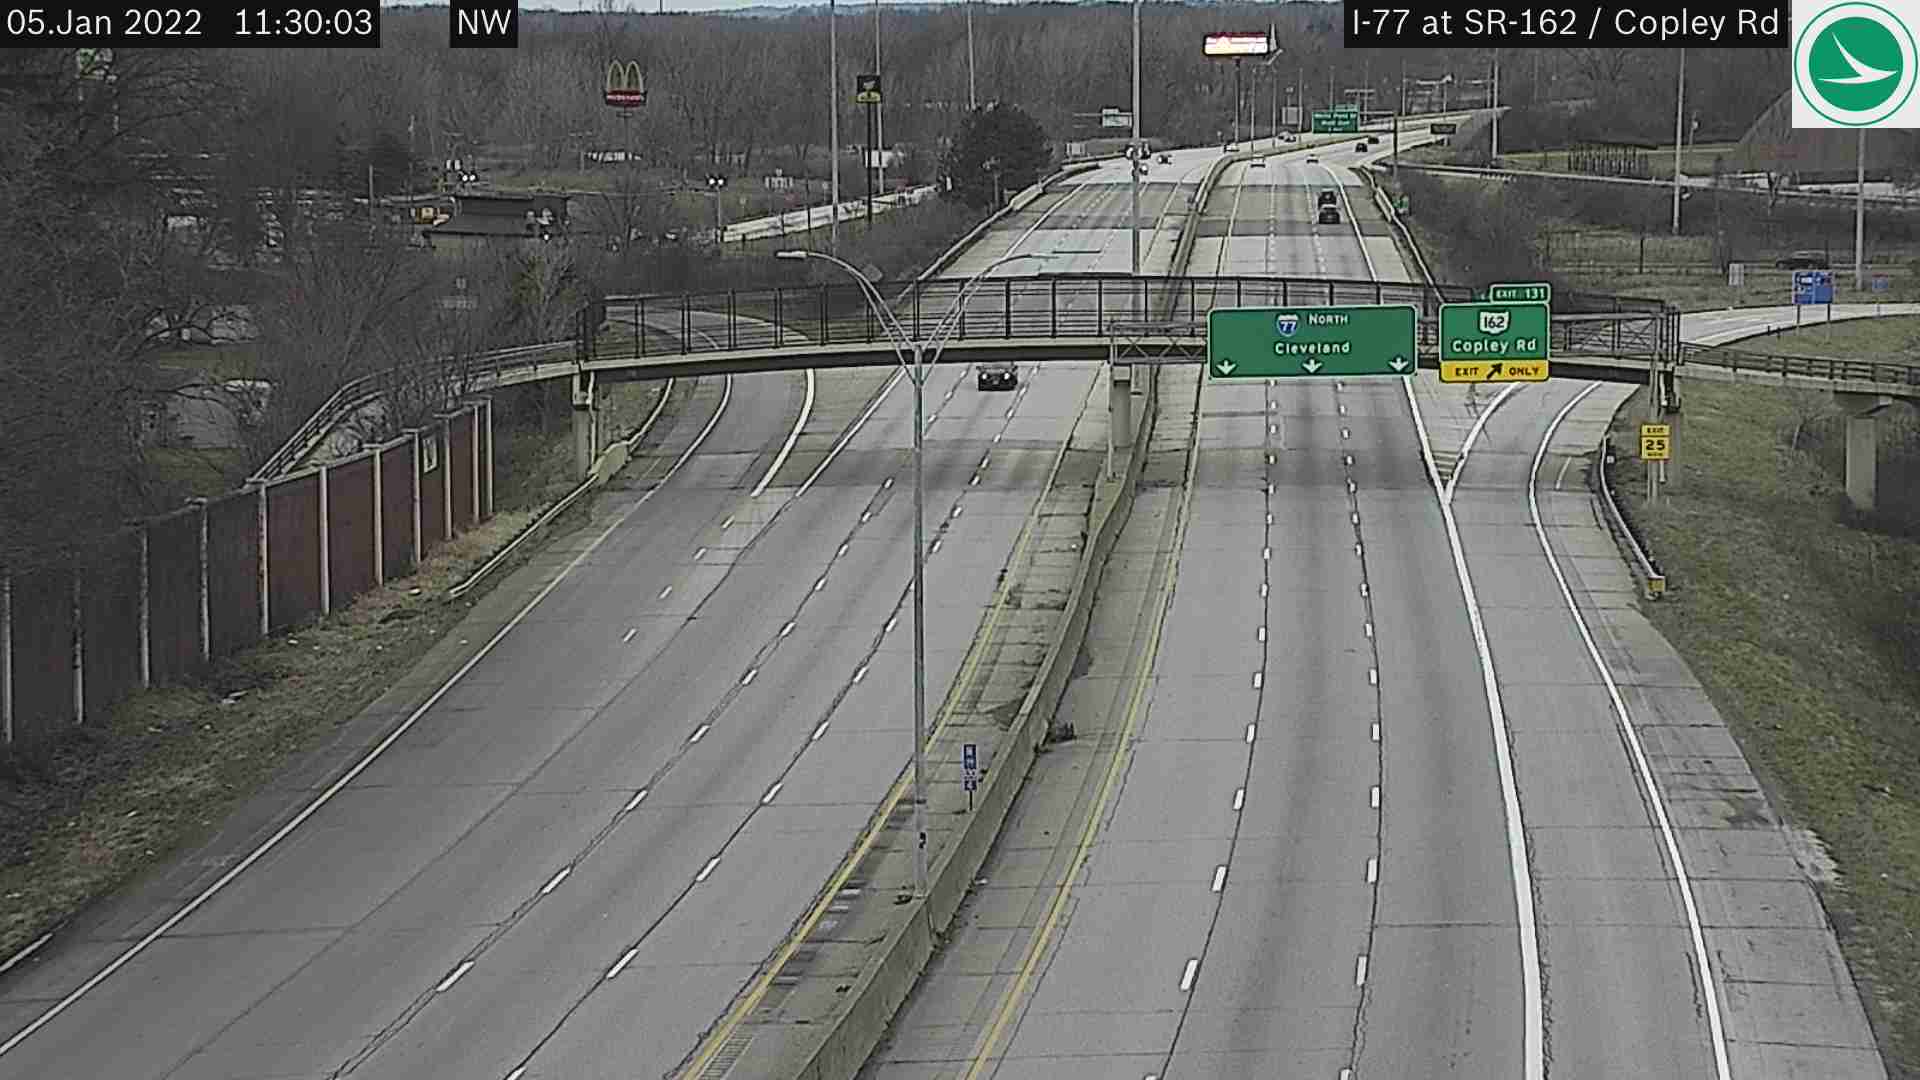 05.Jan 2022 11:30:03
NW
I-77 at SR-162 / Copley Rd
McDonald's
EXIT 131
77 NORTH
Cleveland
162
Copley Rd
EXIT ONLY
EXIT
25